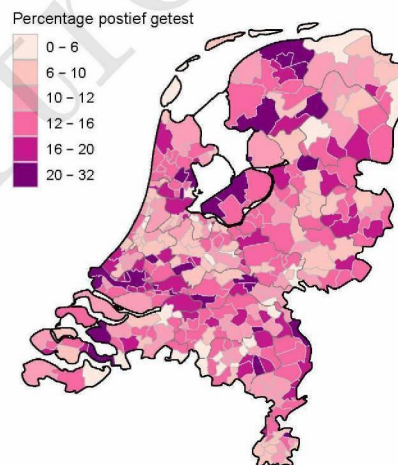 Percentage postief getest
0 – 6
6 – 10
10 – 12
12 – 16
16 – 20
20 – 32